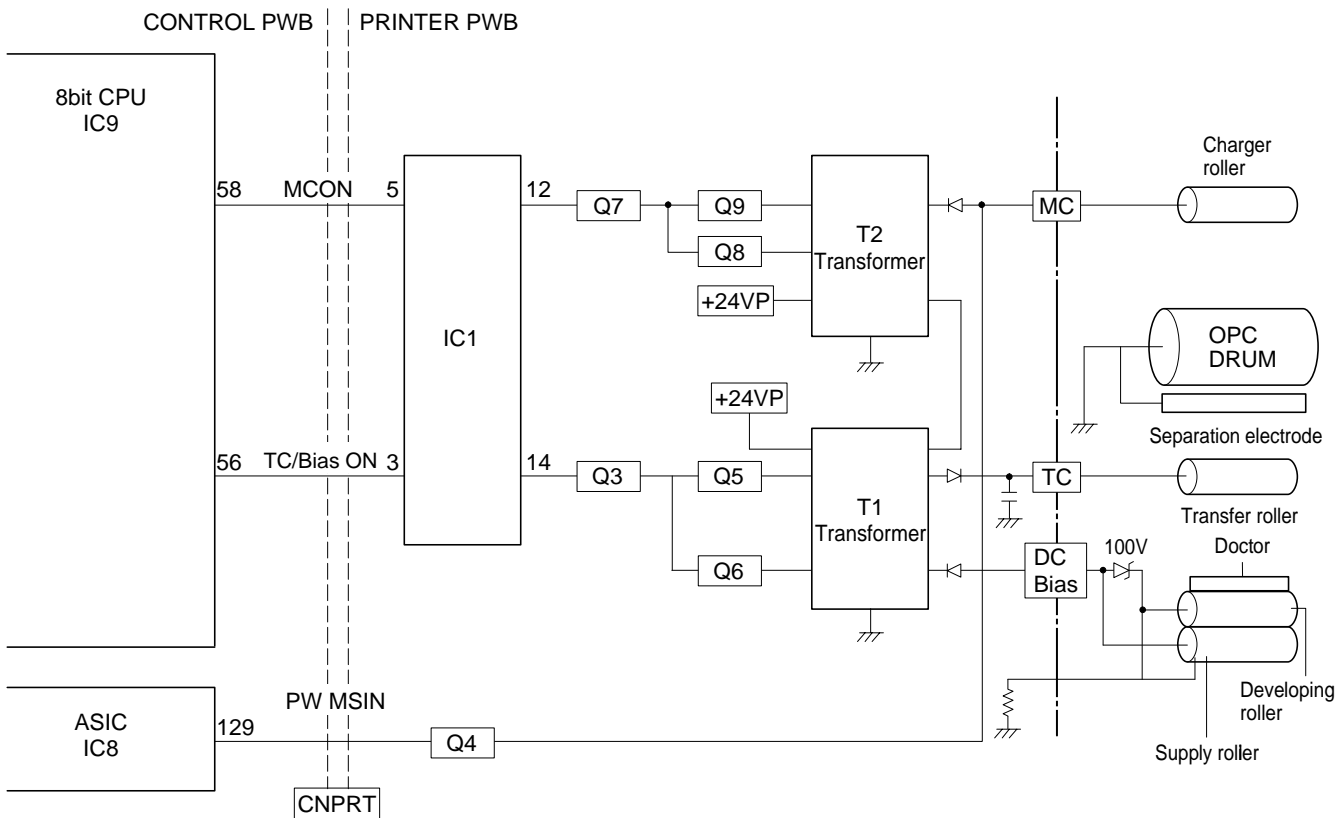 CONTROL PWB
PRINTER PWB
8bit CPU
IC9
58
MCON
5
12
Q7
Q9
Q8
+24VP
T2
Transformer
MC
Charger
roller
IC1
OPC
DRUM
Separation electrode
+24VP
56
TC/Bias ON
3
14
Q3
Q5
Q6
T1
Transformer
TC
Transfer roller
DC
Bias
100V
Doctor
Developing
roller
Supply roller
ASIC
IC8
129
PW MSIN
Q4
CNPRT